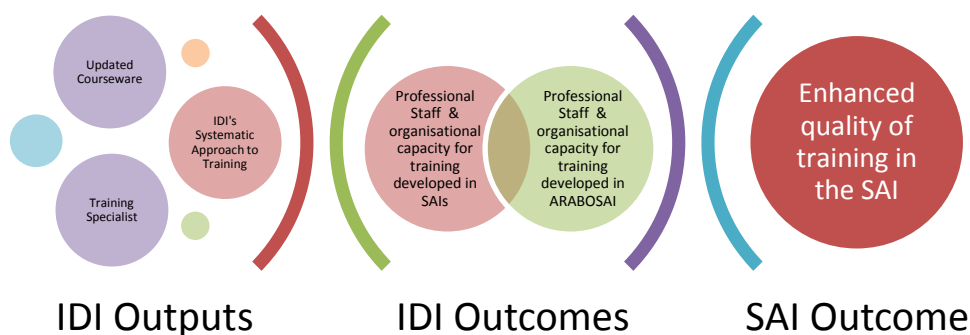 Updated
Courseware
IDI's
Systematic
Approach to
Training
Training
Specialist
Professional
Staff & 
organisational
capacity for
training
developed in
SAIs
Professional
Staff & 
organisational
capacity for
training
developed in
ARABOSAI
Enhanced
quality of
training in
the SAI
IDI Outputs
IDI Outcomes
SAI Outcome